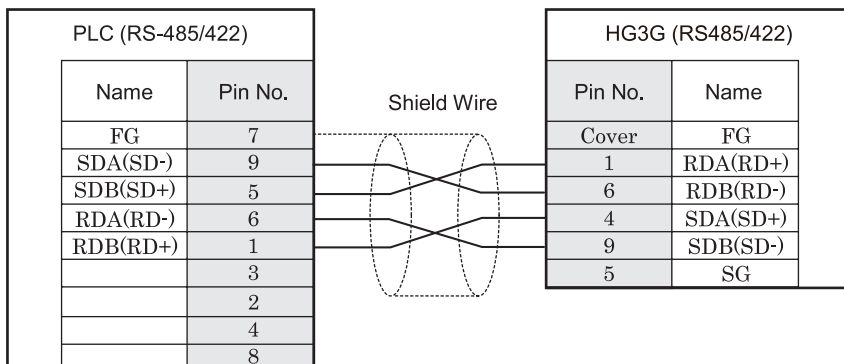 PLC (RS-485/422)
Name Pin No.
FG 7
SDA(SD-) 9
SDB(SD+) 5
RDA(RD-) 6
RDB(RD+) 1
3
2
4
8
Shield Wire
HG3G (RS485/422)
Pin No. Name
Cover FG
1 RDA(RD+)
6 RDB(RD-)
4 SDA(SD+)
9 SDB(SD-)
5 SG